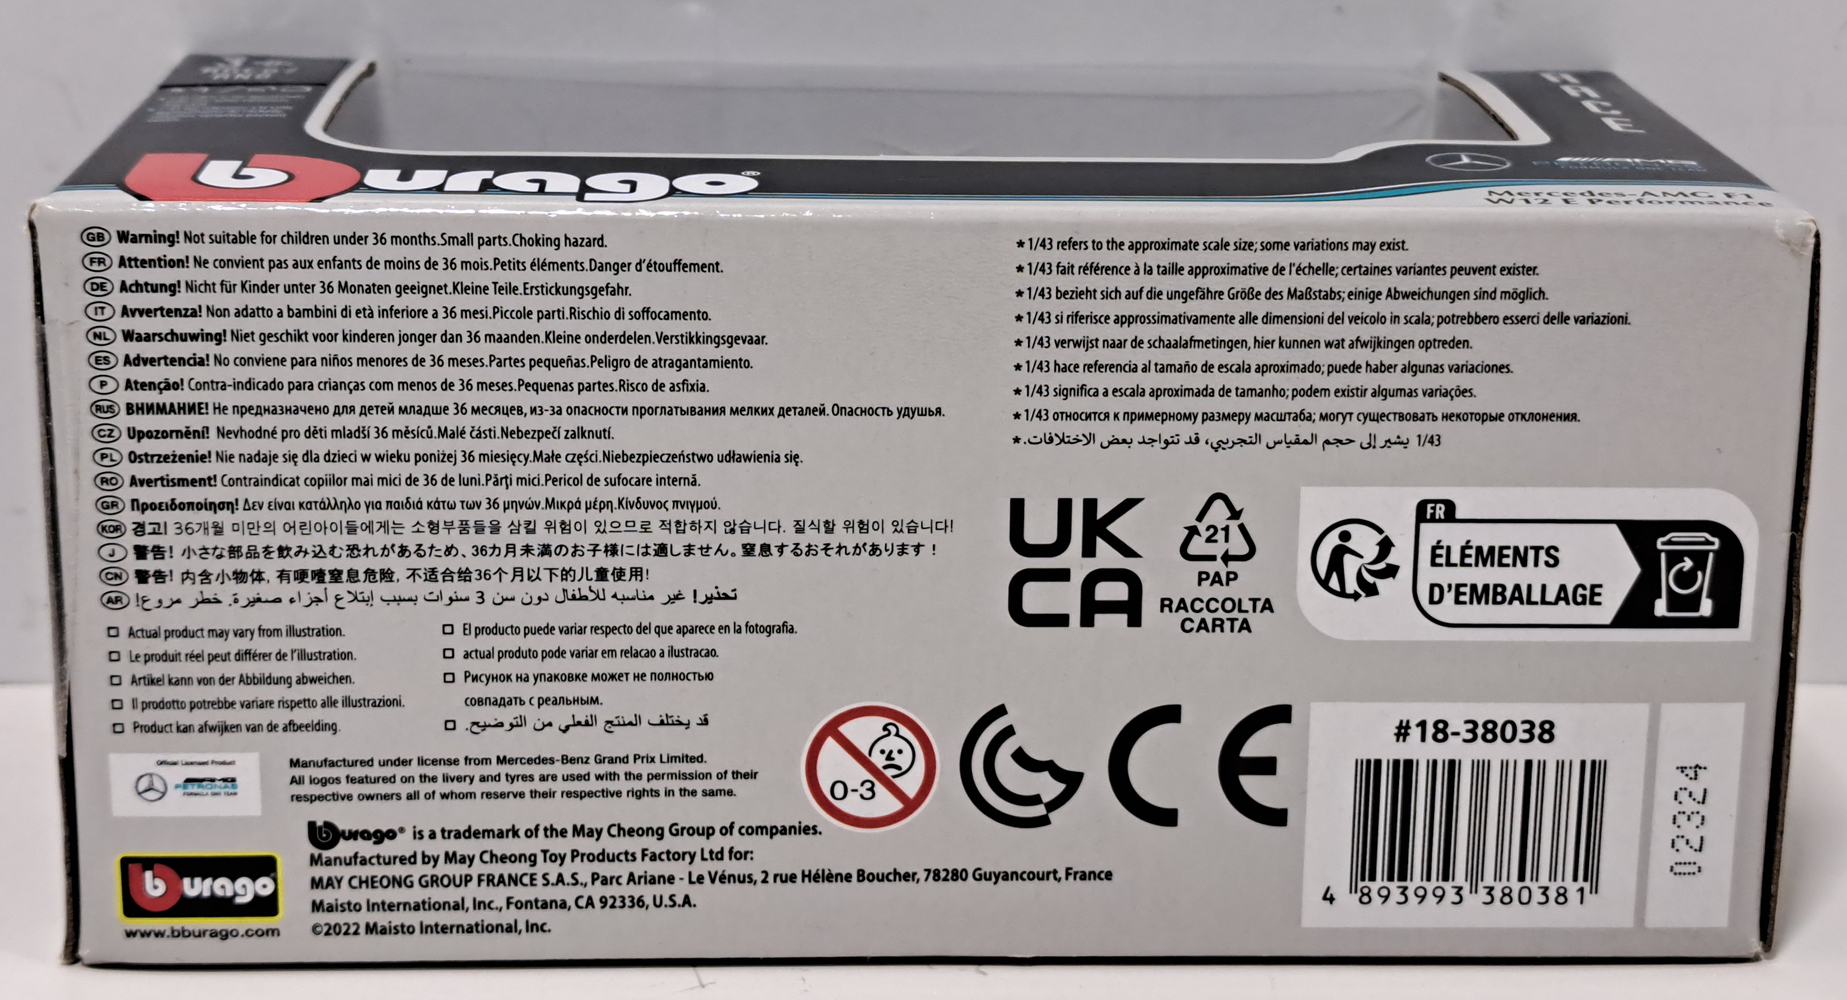 burago®
RACE
AMG
Mercedes-AMG F1
W12 E Performance
GB Warning! Not suitable for children under 36 months.Small parts.Choking hazard.
FR Attention! Ne convient pas aux enfants de moins de 36 mois.Petits éléments.Danger d'étouffement.
DE Achtung! Nicht für Kinder unter 36 Monaten geeignet.Kleine Teile.Erstickungsgefahr.
IT Avvertenza! Non adatto a bambini di età inferiore a 36 mesi.Piccole parti.Rischio di soffocamento.
NL Waarschuwing! Niet geschikt voor kinderen jonger dan 36 maanden.Kleine onderdelen.Verstikkingsgevaar.
ES Advertencia! No conviene para niños menores de 36 meses.Partes pequeñas.Peligro de atragantamiento.
P Atenção! Contra-indicado para crianças com menos de 36 meses.Pequenas partes.Risco de asfixia.
RUS ВНИМАНИЕ! Не предназначено для детей младше 36 месяцев, из-за опасности проглатывания мелких деталей. Опасность удушья.
CZ Upozornění! Nevhodné pro děti mladší 36 měsíců.Malé části.Nebezpečí zalknutí.
PL Ostrzeżenie! Nie nadaje się dla dzieci w wieku poniżej 36 miesięcy.Małe części.Niebezpieczeństwo udławienia się.
RO Avertisment! Contraindicat copiilor mai mici de 36 de luni.Părţi mici.Pericol de sufocare internă.
GR Προειδοποίηση! Δεν είναι κατάλληλο για παιδιά κάτω των 36 μηνών.Μικρά μέρη.Κίνδυνος πνιγμού.
KOR 경고! 36개월 미만의 어린아이들에게는 소형부품들을 삼킬 위험이 있으므로 적합하지 않습니다. 질식할 위험이 있습니다!
J 警告! 小さな部品を飲み込む恐れがあるため、36カ月未満のお子様には適しません。窒息するおそれがあります!
CN 警告! 内含小物体, 有哽噎窒息危险, 不适合给36个月以下的儿童使用!
AR تحذير! غير مناسبه للأطفال دون سن 3 سنوات بسبب إبتلاع أجزاء صغيرة. خطر مروع!
* 1/43 refers to the approximate scale size; some variations may exist.
* 1/43 fait référence à la taille approximative de l'échelle; certaines variantes peuvent exister.
* 1/43 bezieht sich auf die ungefähre Größe des Maßstabs; einige Abweichungen sind möglich.
* 1/43 si riferisce approssimativamente alle dimensioni del veicolo in scala; potrebbero esserci delle variazioni.
* 1/43 verwijst naar de schaalafmetingen, hier kunnen wat afwijkingen optreden.
* 1/43 hace referencia al tamaño de escala aproximado; puede haber algunas variaciones.
* 1/43 significa a escala aproximada de tamanho; podem existir algumas variações.
* 1/43 относится к примерному размеру масштаба; могут существовать некоторые отклонения.
1/43 يشير إلى حجم المقياس التجريبي، قد تتواجد بعض الاختلافات.*
Actual product may vary from illustration.
Le produit réel peut différer de l'illustration.
Artikel kann von der Abbildung abweichen.
Il prodotto potrebbe variare rispetto alle illustrazioni.
Product kan afwijken van de afbeelding.
El producto puede variar respecto del que aparece en la fotografia.
actual produto pode variar em relacao a ilustracao.
Рисунок на упаковке может не полностью
совпадать с реальным.
قد يختلف المنتج الفعلي من التوضيح.
UK
CA
21
PAP
RACCOLTA
CARTA
FR
ÉLÉMENTS
D'EMBALLAGE
Official Licensed Product
AMG
PETRONAS
FORMULA ONE TEAM
Manufactured under license from Mercedes-Benz Grand Prix Limited.
All logos featured on the livery and tyres are used with the permission of their
respective owners all of whom reserve their respective rights in the same.
0-3
CE
burago® is a trademark of the May Cheong Group of companies.
Manufactured by May Cheong Toy Products Factory Ltd for:
MAY CHEONG GROUP FRANCE S.A.S., Parc Ariane - Le Vénus, 2 rue Hélène Boucher, 78280 Guyancourt, France
Maisto International, Inc., Fontana, CA 92336, U.S.A.
©2022 Maisto International, Inc.
burago
www.bburago.com
#18-38038
4 893993 380381
02324